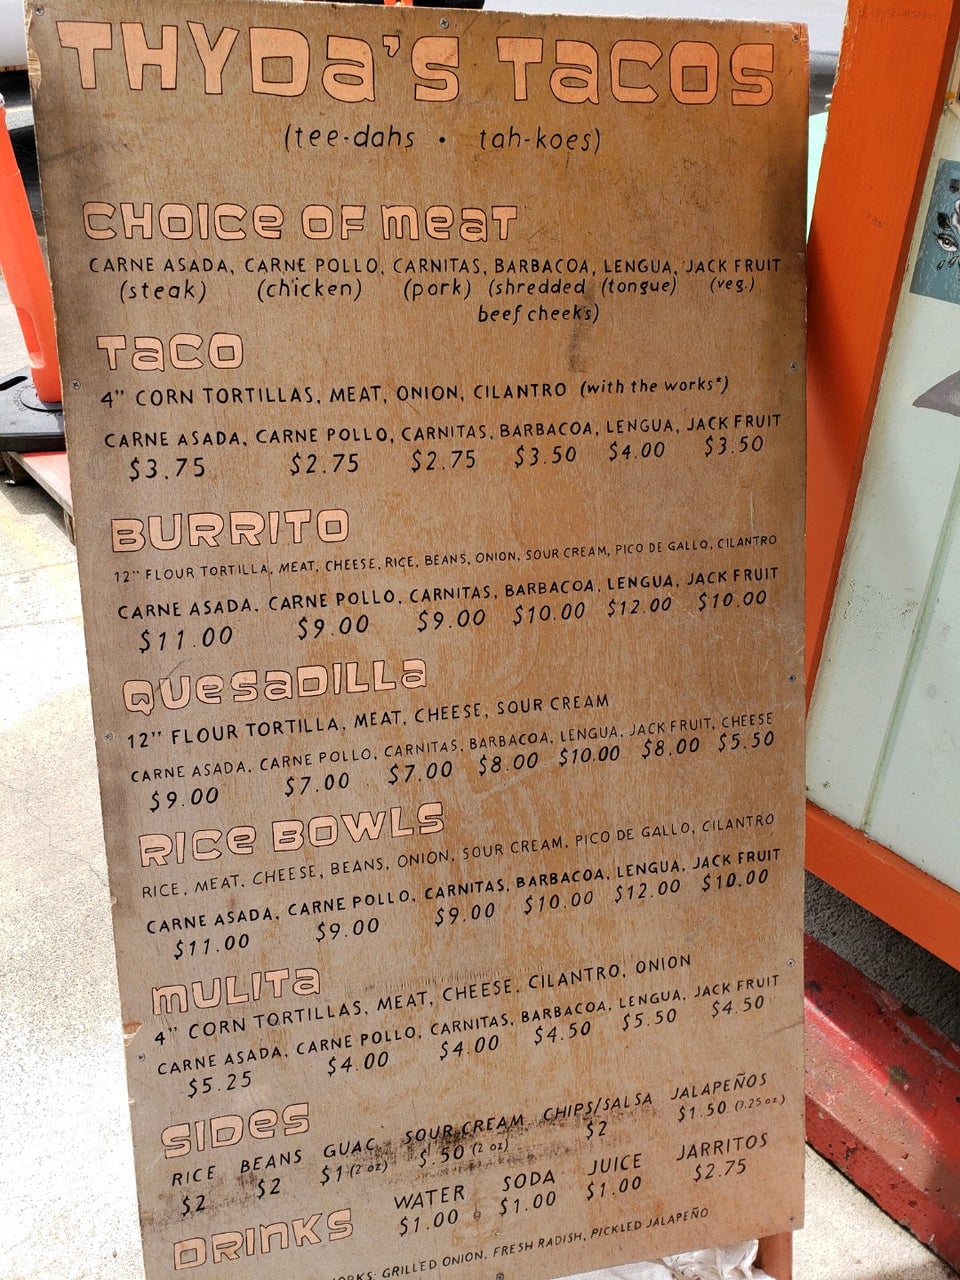 THYDA'S TACOS
(tee-dahs • tah-koes)
CHOICE OF MEAT
CARNE ASADA, CARNE POLLO, CARNITAS, BARBACOA, LENGUA, JACK FRUIT
(steak) (chicken) (pork) (shredded (tongue) (veg.)
beef cheeks)
TACO
4" CORN TORTILLAS, MEAT, ONION, CILANTRO (with the works*)
CARNE ASADA, CARNE POLLO, CARNITAS, BARBACOA, LENGUA, JACK FRUIT
$3.75 $2.75 $2.75 $3.50 $4.00 $3.50
BURRITO
12" FLOUR TORTILLA, MEAT, CHEESE, RICE, BEANS, ONION, SOUR CREAM, PICO DE GALLO, CILANTRO
CARNE ASADA, CARNE POLLO, CARNITAS, BARBACOA, LENGUA, JACK FRUIT
$11.00 $9.00 $9.00 $10.00 $12.00 $10.00
QUESADILLA
12" FLOUR TORTILLA, MEAT, CHEESE, SOUR CREAM
CARNE ASADA, CARNE POLLO, CARNITAS, BARBACOA, LENGUA, JACK FRUIT, CHEESE
$9.00 $7.00 $7.00 $8.00 $10.00 $8.00 $5.50
RICE BOWLS
RICE, MEAT, CHEESE, BEANS, ONION, SOUR CREAM, PICO DE GALLO, CILANTRO
CARNE ASADA, CARNE POLLO, CARNITAS, BARBACOA, LENGUA, JACK FRUIT
$11.00 $9.00 $9.00 $10.00 $12.00 $10.00
MULITA
4" CORN TORTILLAS, MEAT, CHEESE, CILANTRO, ONION
CARNE ASADA, CARNE POLLO, CARNITAS, BARBACOA, LENGUA, JACK FRUIT
$5.25 $4.00 $4.00 $4.50 $5.50 $4.50
SIDES
RICE BEANS GUAC SOUR CREAM CHIPS/SALSA JALAPEÑOS
$2 $2 $1 (2 oz) $.50 (2 oz) $2 $1.50 (3.25 oz.)
DRINKS
WATER SODA JUICE JARRITOS
$1.00 $1.00 $1.00 $2.75
GRILLED ONION, FRESH RADISH, PICKLED JALAPEÑO